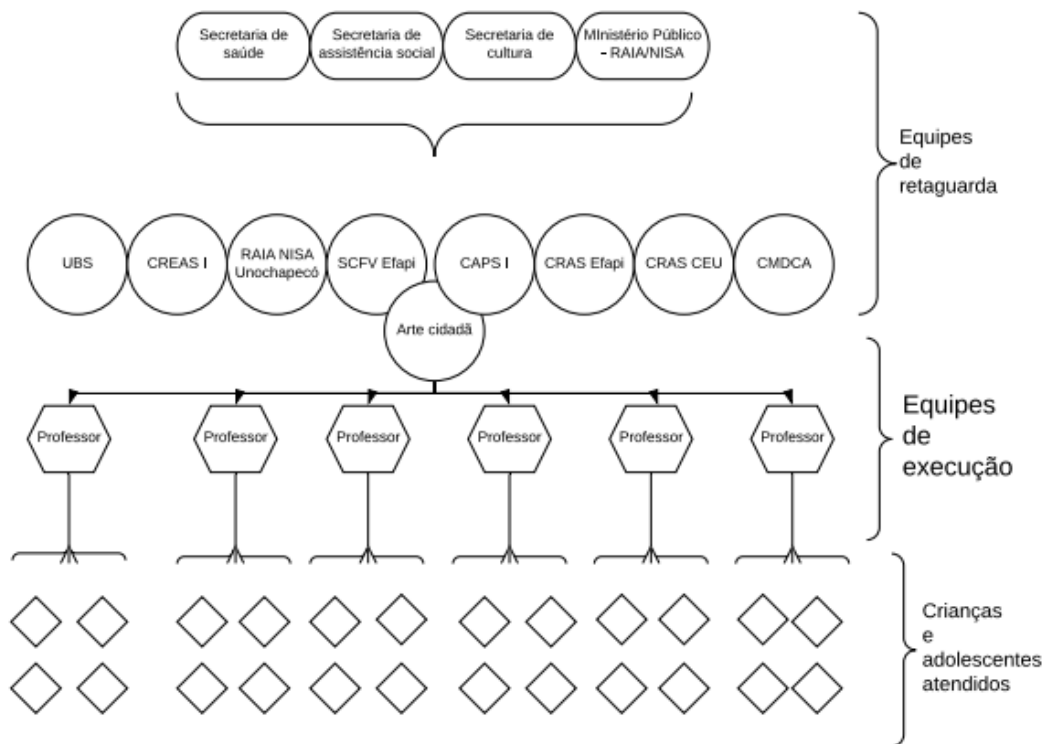 Secretaria de
saúde
Secretaria de
assistência social
Secretaria de
cultura
MInistério Público
- RAIA/NISA
Equipes
de
retaguarda
UBS
CREAS I
RAIA NISA
Unochapecó
SCFV Efapi
CAPS I
CRAS Efapi
CRAS CEU
CMDCA
Arte cidadã
Equipes
de
execução
Professor
Professor
Professor
Professor
Professor
Professor
Crianças
e
adolescentes
atendidos